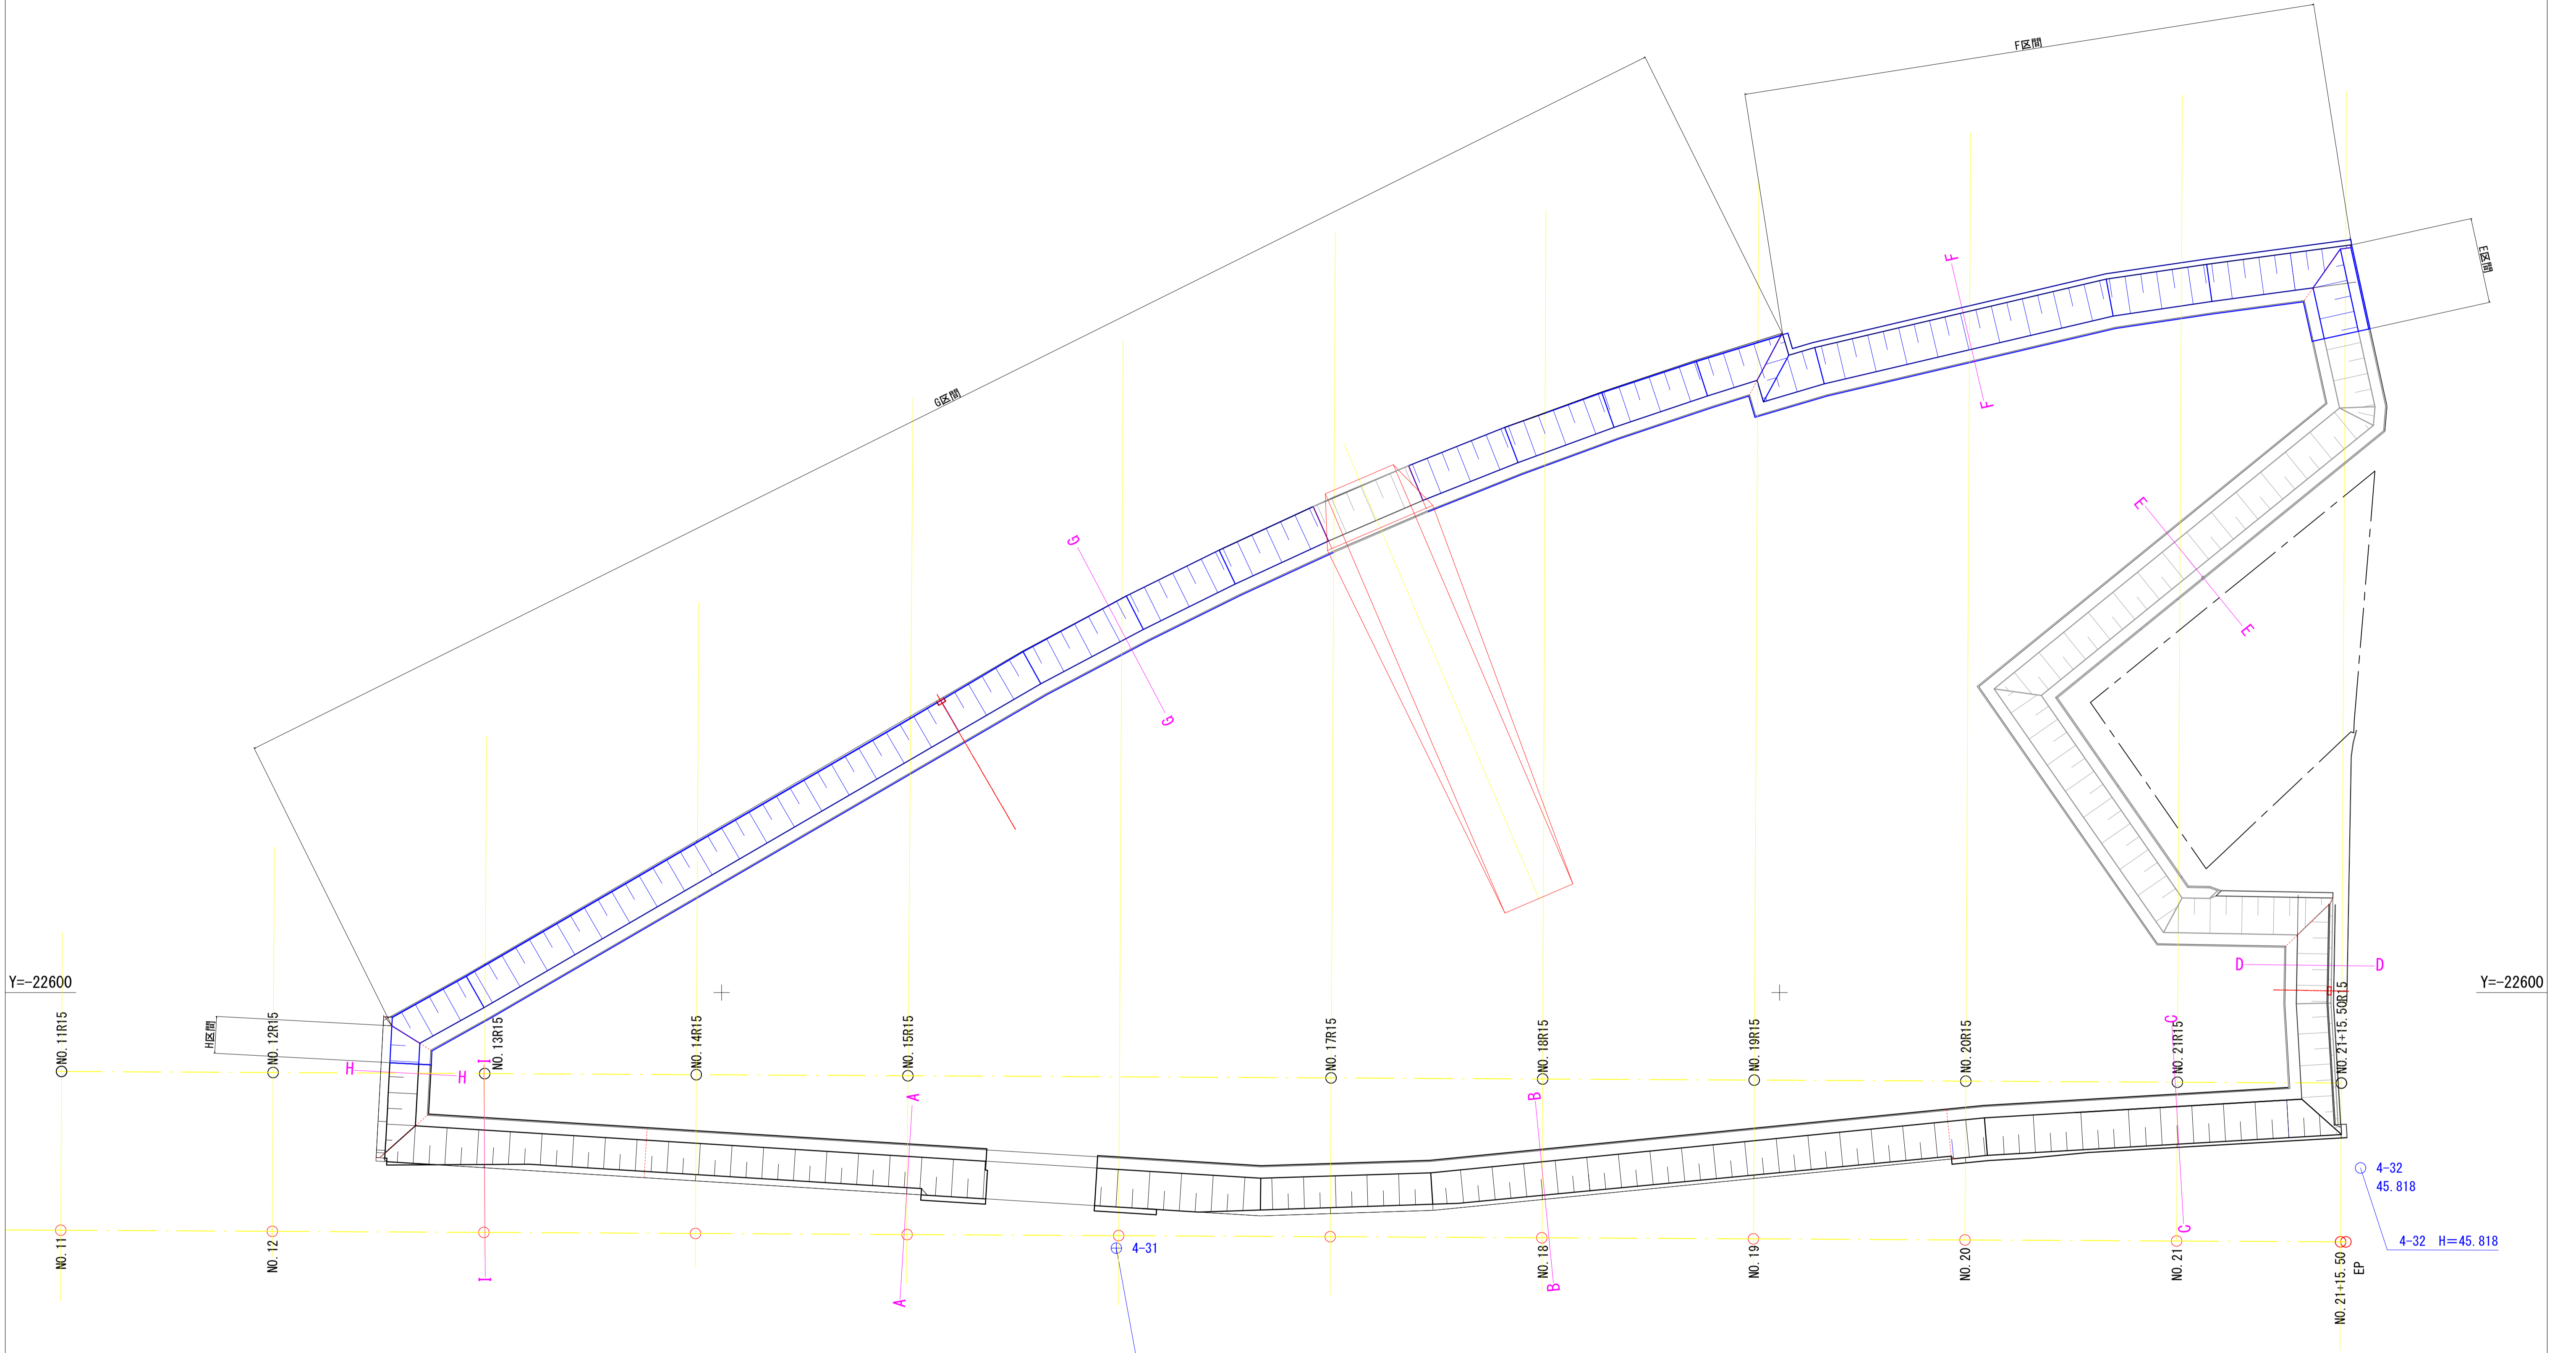 F区間
E区間
G区間
H区間
F
F
E
E
G
G
Y=-22600
Y=-22600
NO.11R15
NO.12R15
NO.13R15
NO.14R15
NO.15R15
NO.17R15
NO.18R15
NO.19R15
NO.20R15
NO.21R15
NO.21+15.50R15
D
D
H
H
I
I
A
A
B
B
C
C
4-32
45.818
4-32 H=45.818
4-31
NO.11
NO.12
NO.18
NO.19
NO.20
NO.21
NO.21+15.50
EP